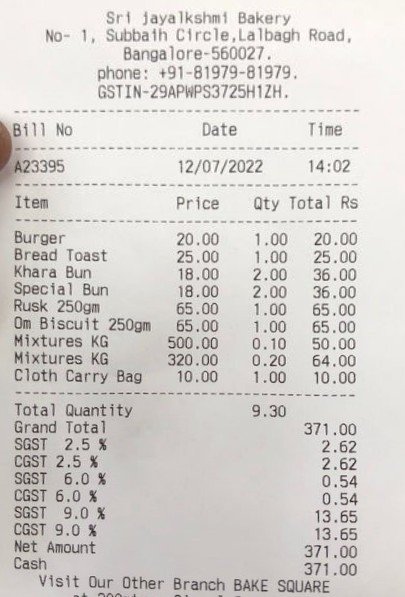 Sri jayalkshmi Bakery
No- 1, Subbaih Circle,Lalbagh Road,
Bangalore-560027.
phone: +91-81979-81979.
GSTIN-29APWPS3725H1ZH.
Bill No Date Time
A23395 12/07/2022 14:02
Item Price Qty Total Rs
Burger 20.00 1.00 20.00
Bread Toast 25.00 1.00 25.00
Khara Bun 18.00 2.00 36.00
Special Bun 18.00 2.00 36.00
Rusk 250gm 65.00 1.00 65.00
Om Biscuit 250gm 65.00 1.00 65.00
Mixtures KG 500.00 0.10 50.00
Mixtures KG 320.00 0.20 64.00
Cloth Carry Bag 10.00 1.00 10.00
Total Quantity 9.30
Grand Total 371.00
SGST 2.5 % 2.62
CGST 2.5 % 2.62
SGST 6.0 % 0.54
CGST 6.0 % 0.54
SGST 9.0 % 13.65
CGST 9.0 % 13.65
Net Amount 371.00
Cash 371.00
Visit Our Other Branch BAKE SQUARE